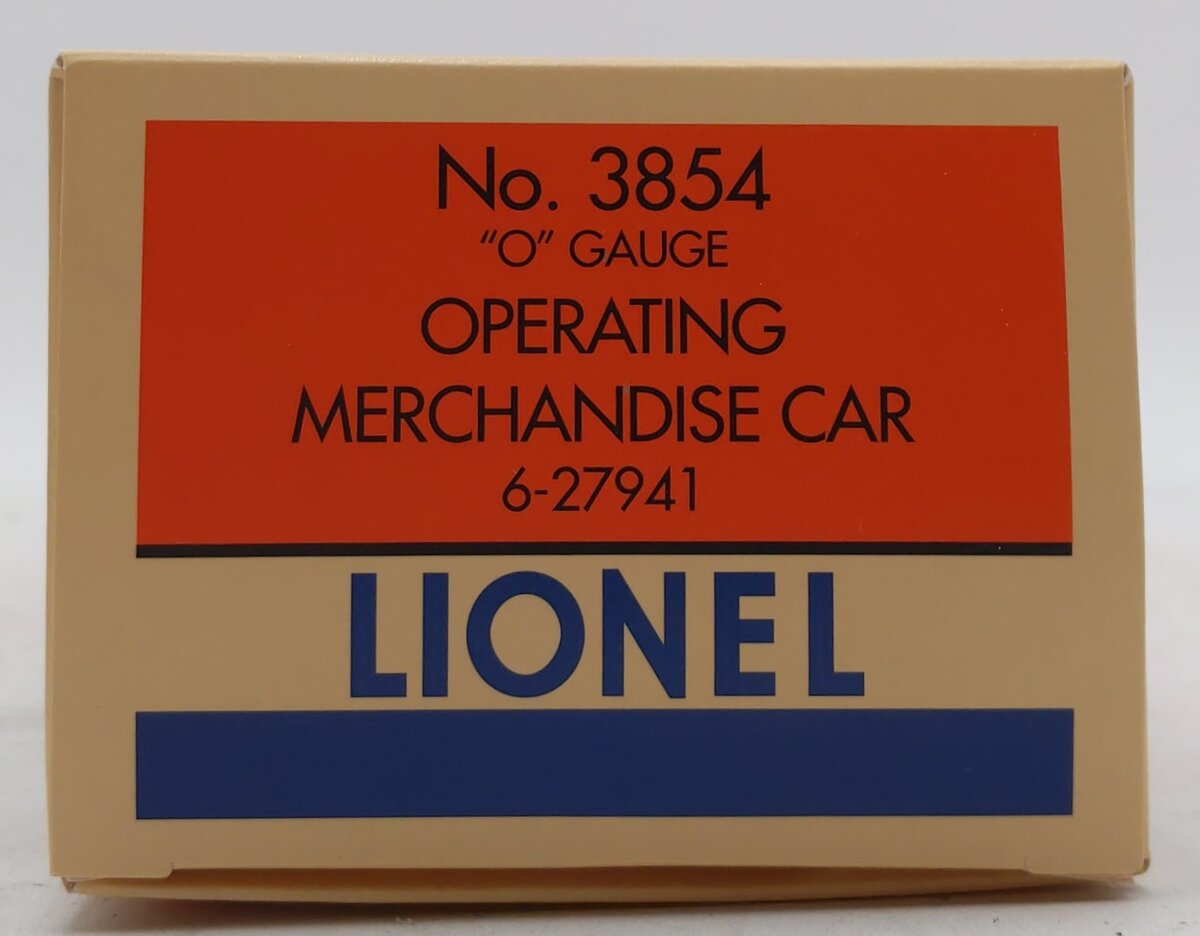 No. 3854
“O” GAUGE
OPERATING
MERCHANDISE CAR
6-27941
LIONEL